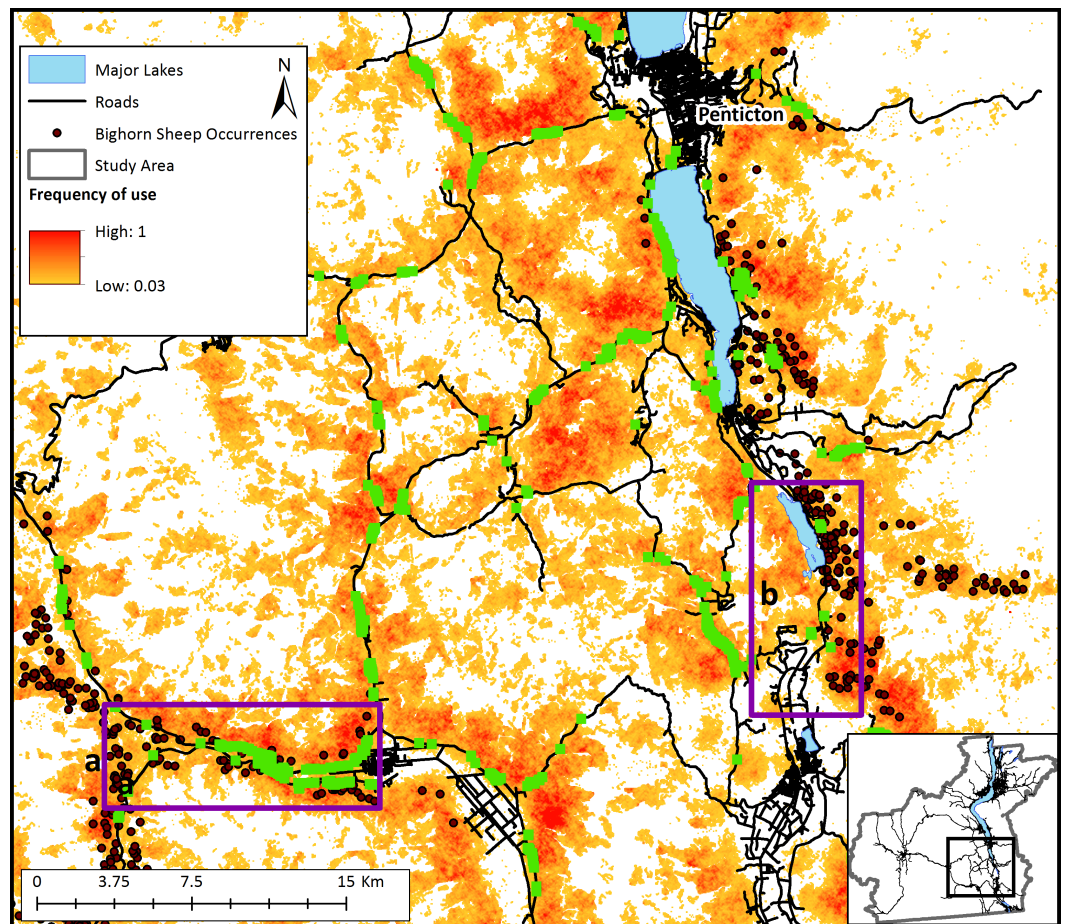 Major Lakes
N
Roads
Bighorn Sheep Occurrences
Study Area
Frequency of use
High: 1
Low: 0.03
Penticton
b
a
a
0 3.75 7.5 15 Km